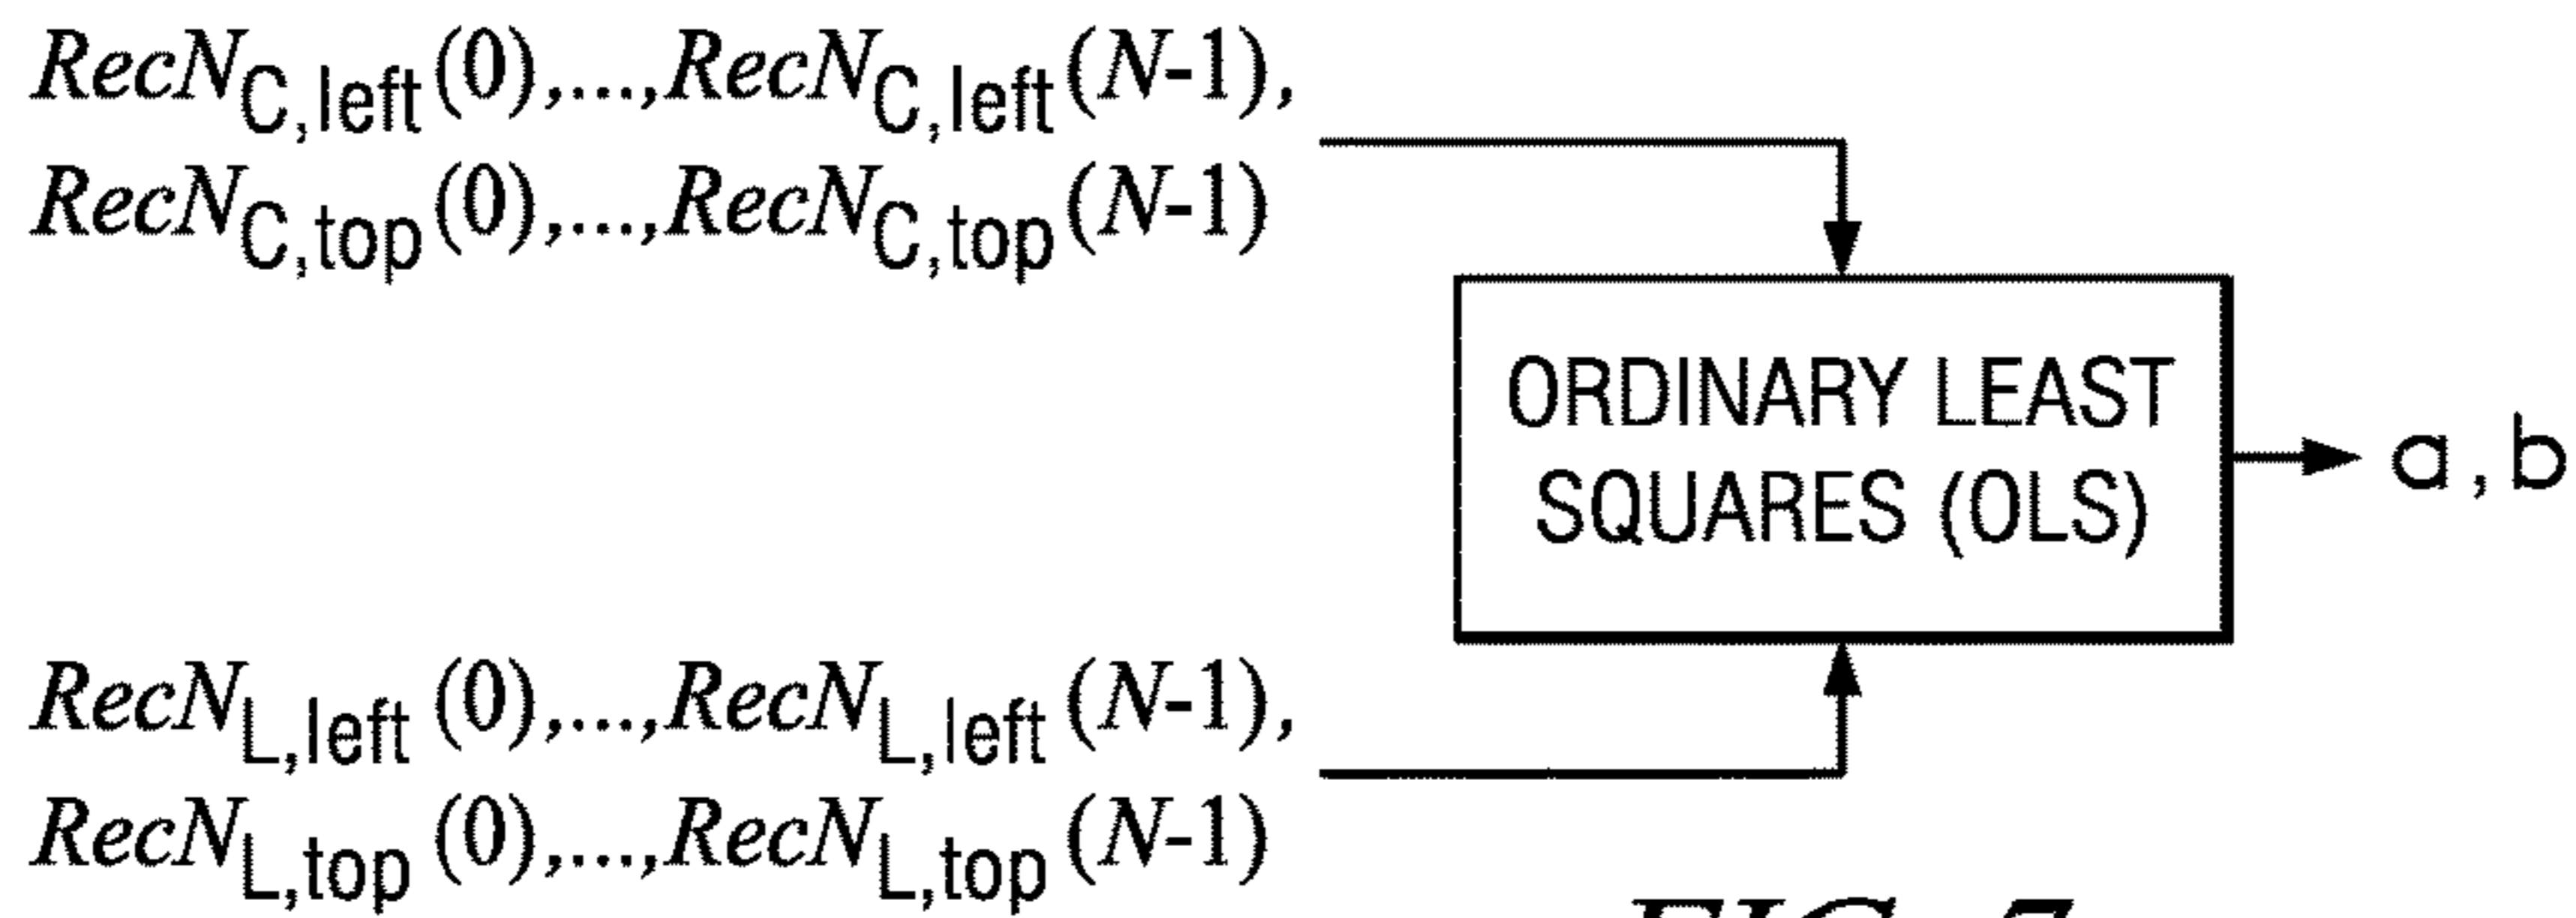 RecN_C,left(0),...,RecN_C,left(N-1),
RecN_C,top(0),...,RecN_C,top(N-1)
ORDINARY LEAST
SQUARES (OLS)
a,b
RecN_L,left(0),...,RecN_L,left(N-1),
RecN_L,top(0),...,RecN_L,top(N-1)